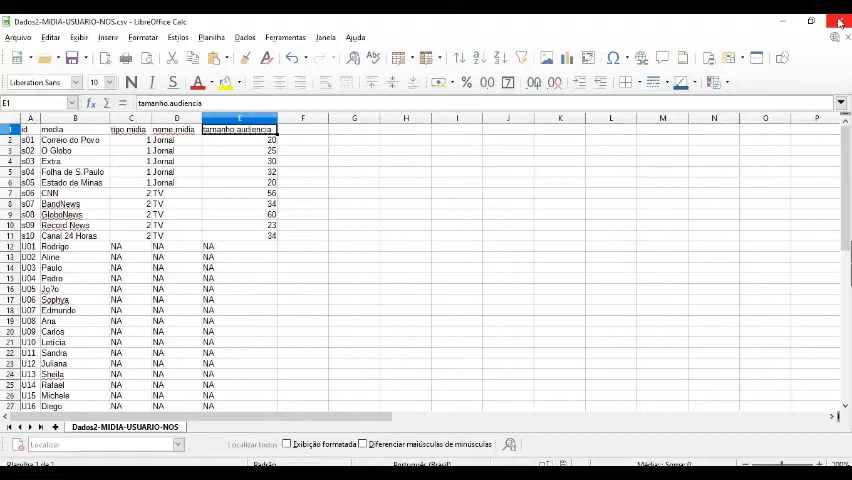 Dados2-MIDIA-USUARIO-NOS.csv - LibreOffice Calc
Arquivo Editar Exibir Inserir Formatar Estilos Planilha Dados Ferramentas Janela Ajuda
Liberation Sans 10
E1 tamanho.audiencia
A B C D E F G H I J K L M N O P
1 id media tipo.midia nome.midia tamanho.audiencia
2 s01 Correio do Povo 1 Jornal 20
3 s02 O Globo 1 Jornal 25
4 s03 Extra 1 Jornal 30
5 s04 Folha de S.Paulo 1 Jornal 32
6 s05 Estado de Minas 1 Jornal 20
7 s06 CNN 2 TV 56
8 s07 BandNews 2 TV 34
9 s08 GloboNews 2 TV 60
10 s09 Record News 2 TV 23
11 s10 Canal 24 Horas 2 TV 34
12 U01 Rodrigo NA NA NA
13 U02 Aline NA NA NA
14 U03 Paulo NA NA NA
15 U04 Pedro NA NA NA
16 U05 Jo?o NA NA NA
17 U06 Sophya NA NA NA
18 U07 Edmundo NA NA NA
19 U08 Ana NA NA NA
20 U09 Carlos NA NA NA
21 U10 Letícia NA NA NA
22 U11 Sandra NA NA NA
23 U12 Juliana NA NA NA
24 U13 Sheila NA NA NA
25 U14 Rafael NA NA NA
26 U15 Michele NA NA NA
27 U16 Diego NA NA NA
Dados2-MIDIA-USUARIO-NOS
Localizar Localizar todos Exibição formatada Diferenciar maiúsculas de minúsculas
Planilha 1 de 1 Padrão Português (Brasil) Média: ; Soma: 0 100%